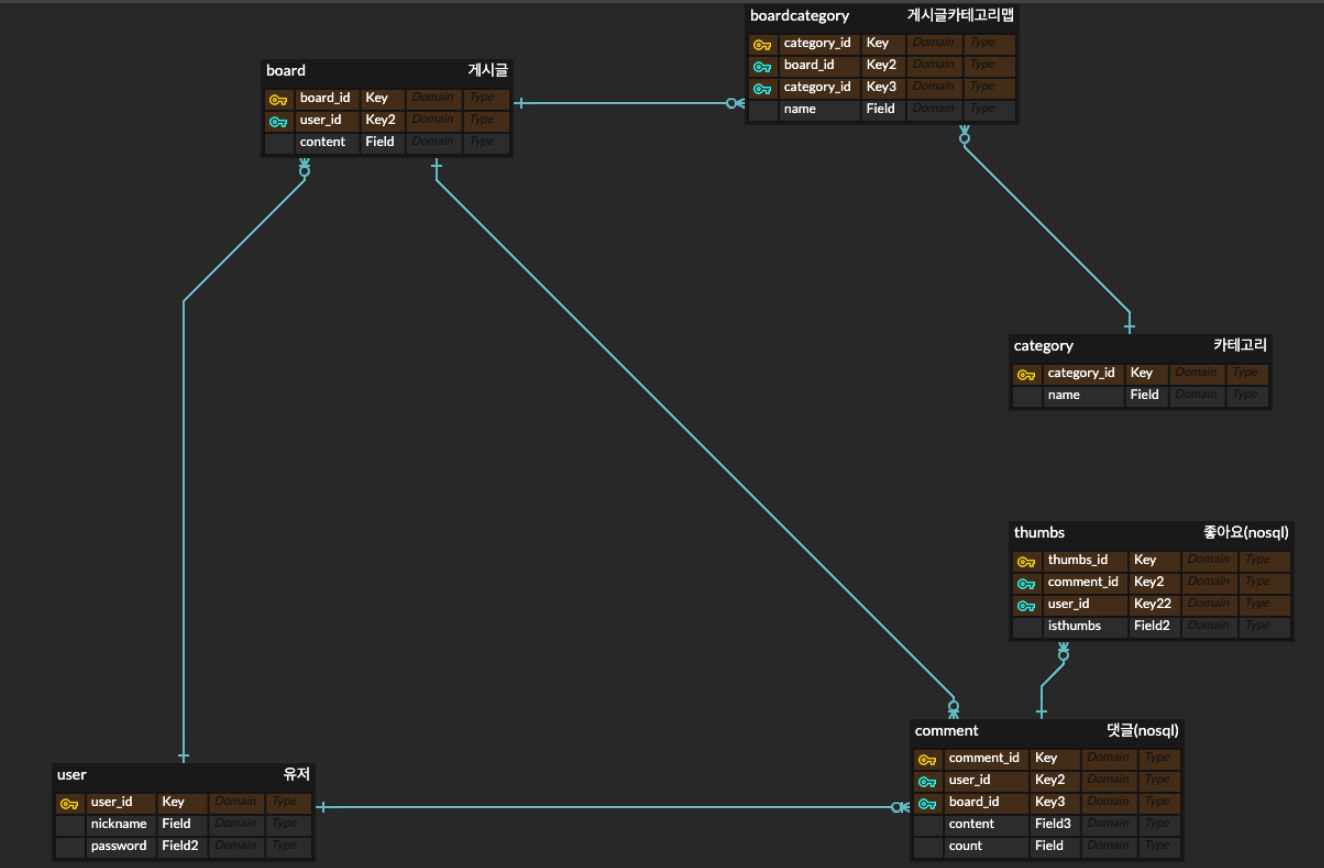 boardcategory 게시글카테고리맵
category_id Key Domain Type
board_id Key2 Domain Type
category_id Key3 Domain Type
name Field Domain Type
board 게시글
board_id Key Domain Type
user_id Key2 Domain Type
content Field Domain Type
category 카테고리
category_id Key Domain Type
name Field Domain Type
thumbs 좋아요(nosql)
thumbs_id Key Domain Type
comment_id Key2 Domain Type
user_id Key22 Domain Type
isthumbs Field2 Domain Type
comment 댓글(nosql)
comment_id Key Domain Type
user_id Key2 Domain Type
board_id Key3 Domain Type
content Field3 Domain Type
count Field Domain Type
user 유저
user_id Key Domain Type
nickname Field Domain Type
password Field2 Domain Type